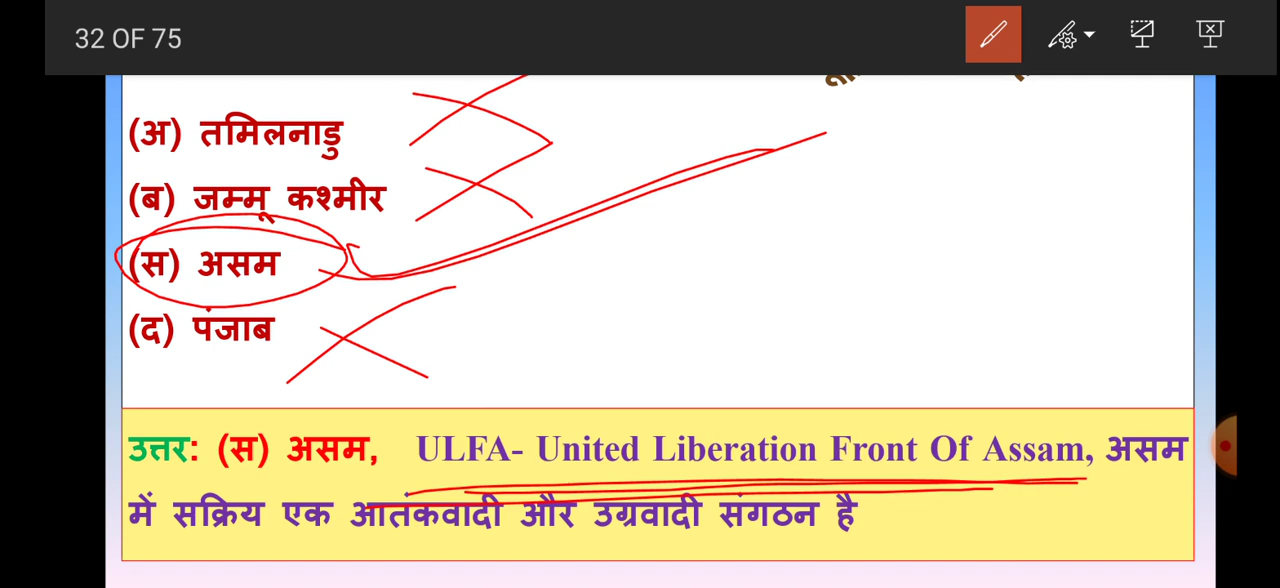 32 OF 75
(अ) तमिलनाडु
(ब) जम्मू कश्मीर
(स) असम
(द) पंजाब
उत्तर: (स) असम, ULFA- United Liberation Front Of Assam, असम
में सक्रिय एक आतंकवादी और उग्रवादी संगठन है